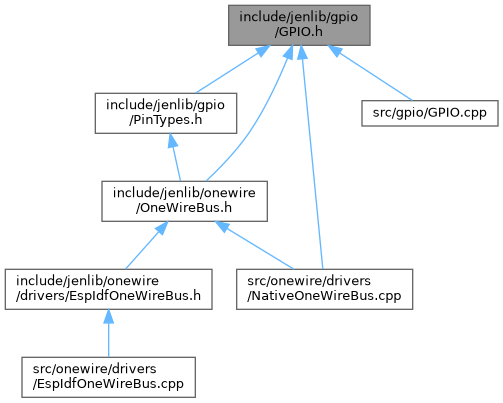 include/jenlib/gpio
/GPIO.h
include/jenlib/gpio
/PinTypes.h
src/gpio/GPIO.cpp
include/jenlib/onewire
/OneWireBus.h
include/jenlib/onewire
/drivers/EspIdfOneWireBus.h
src/onewire/drivers
/NativeOneWireBus.cpp
src/onewire/drivers
/EspIdfOneWireBus.cpp